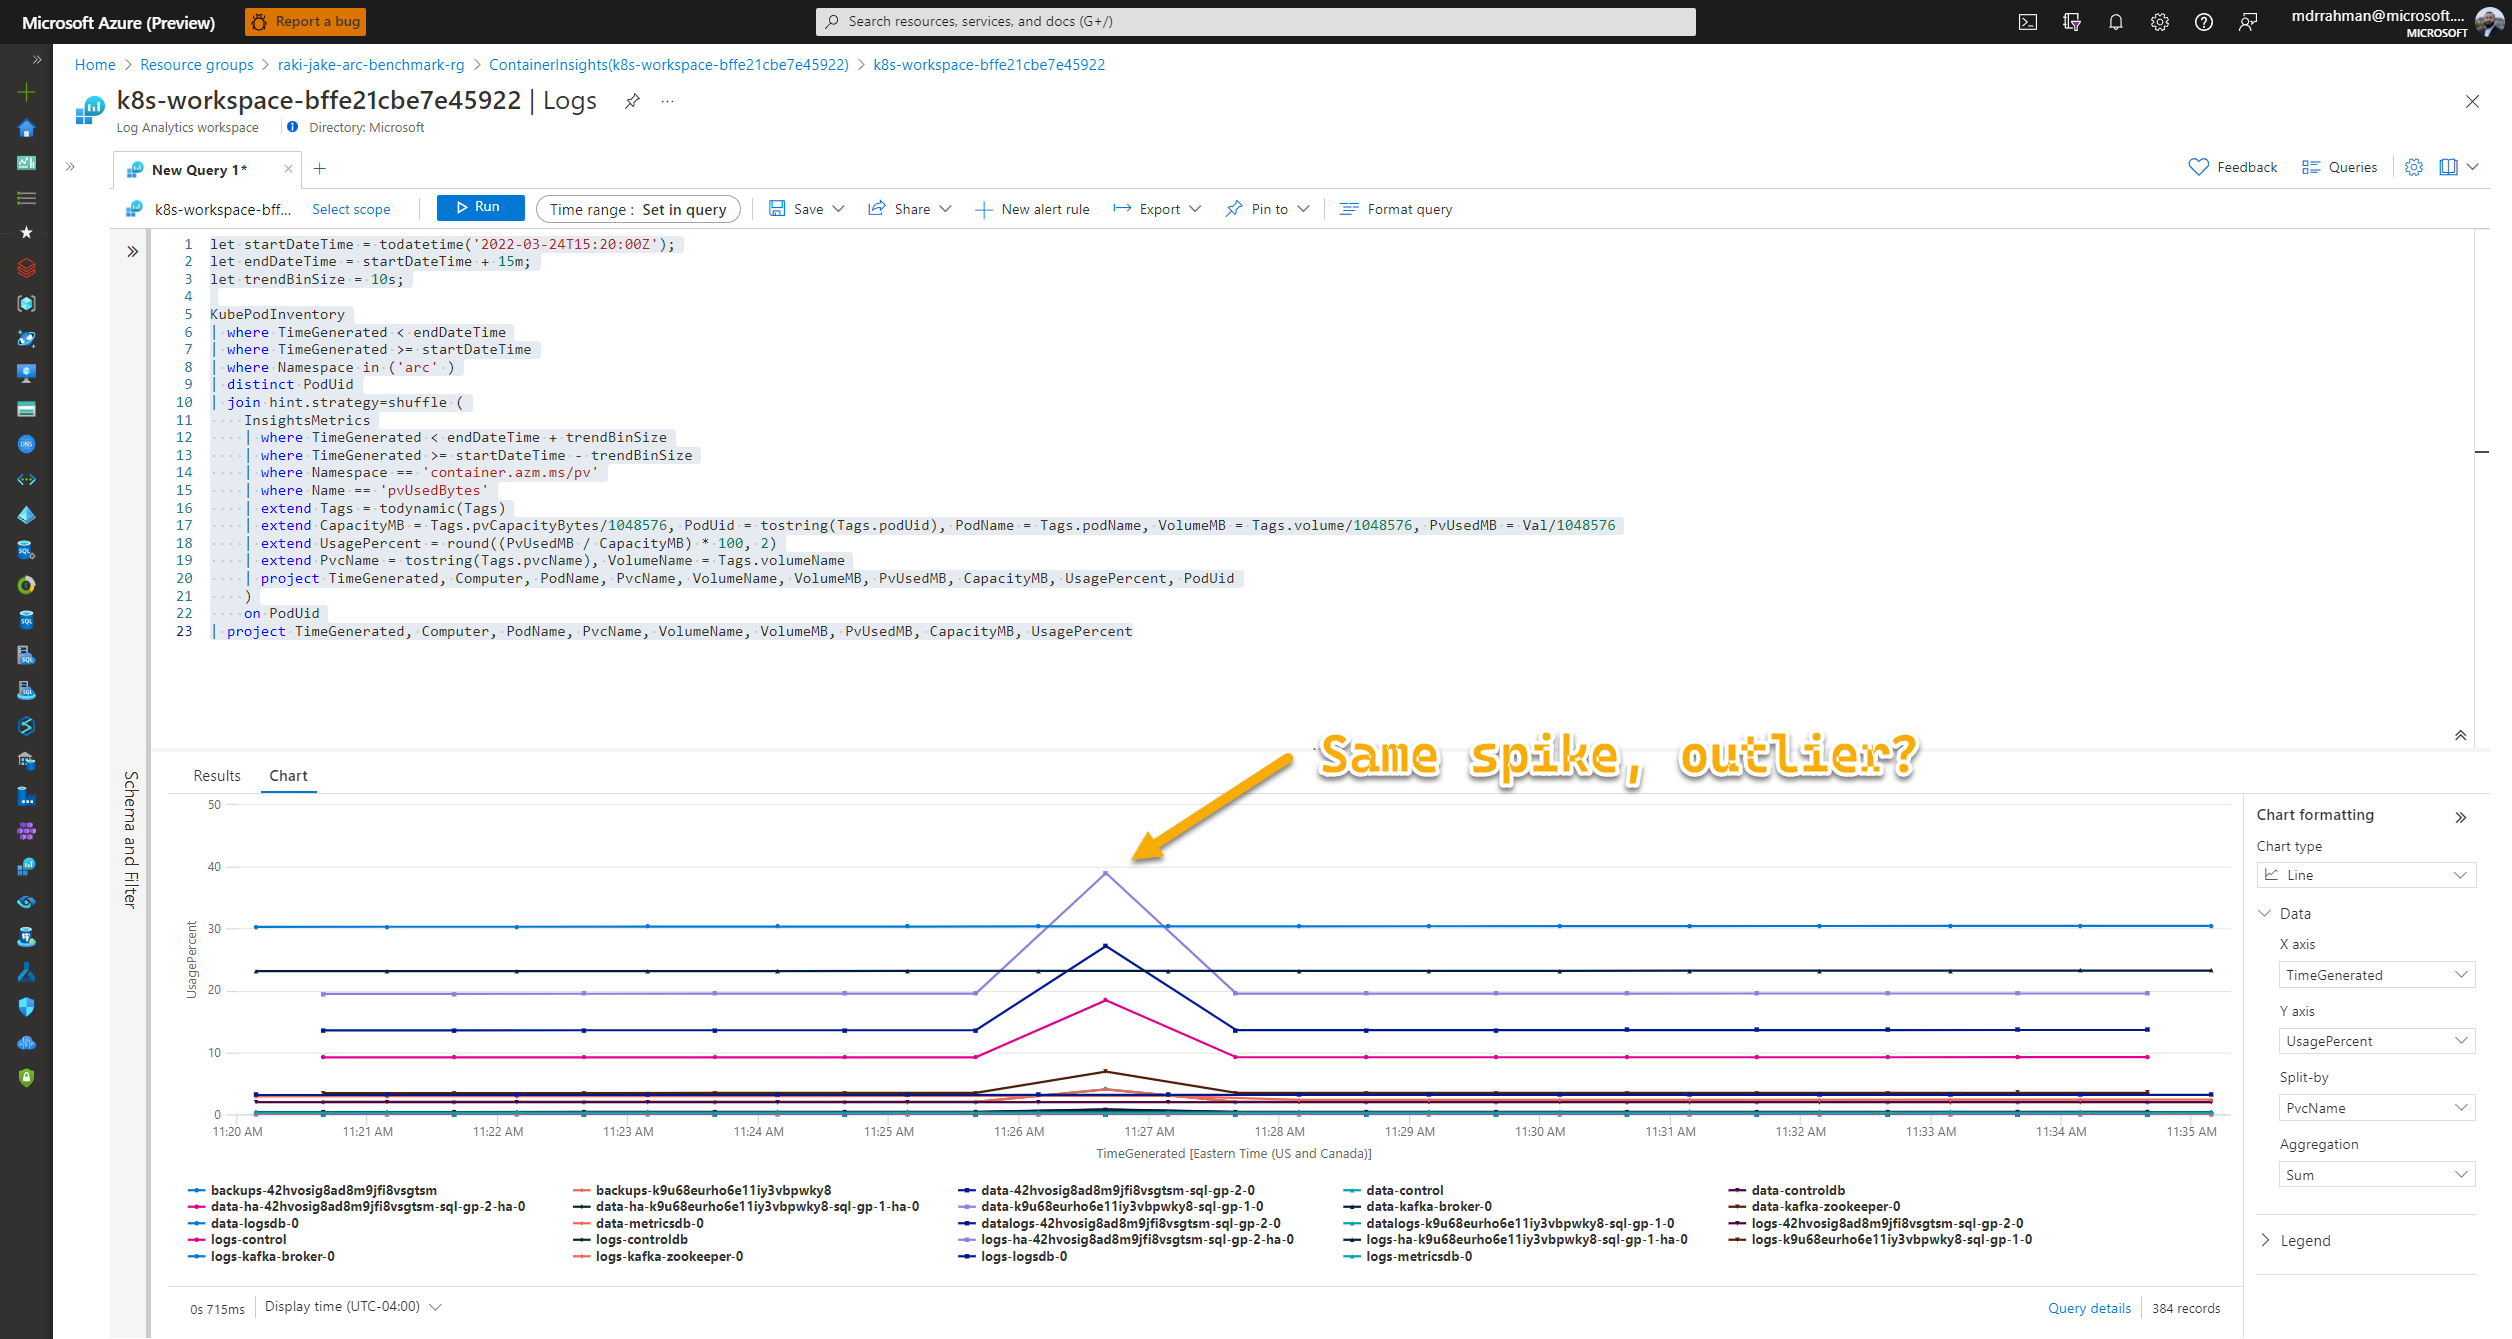 Microsoft Azure (Preview)
Report a bug
Search resources, services, and docs (G+/)
mdrrahman@microsoft....
MICROSOFT
Home > Resource groups > raki-jake-arc-benchmark-rg > ContainerInsights(k8s-workspace-bffe21cbe7e45922) > k8s-workspace-bffe21cbe7e45922
k8s-workspace-bffe21cbe7e45922 | Logs
Log Analytics workspace
Directory: Microsoft
New Query 1*
Feedback
Queries
k8s-workspace-bff...
Select scope
Run
Time range : Set in query
Save
Share
New alert rule
Export
Pin to
Format query
1 let startDateTime = todatetime('2022-03-24T15:20:00Z');
2 let endDateTime = startDateTime + 15m;
3 let trendBinSize = 10s;
4
5 KubePodInventory
6 | where TimeGenerated < endDateTime
7 | where TimeGenerated >= startDateTime
8 | where Namespace in ('arc' )
9 | distinct PodUid
10 | join hint.strategy=shuffle (
11 InsightsMetrics
12 | where TimeGenerated < endDateTime + trendBinSize
13 | where TimeGenerated >= startDateTime - trendBinSize
14 | where Namespace == 'container.azm.ms/pv'
15 | where Name == 'pvUsedBytes'
16 | extend Tags = todynamic(Tags)
17 | extend CapacityMB = Tags.pvCapacityBytes/1048576, PodUid = tostring(Tags.podUid), PodName = Tags.podName, VolumeMB = Tags.volume/1048576, PvUsedMB = Val/1048576
18 | extend UsagePercent = round((PvUsedMB / CapacityMB) * 100, 2)
19 | extend PvcName = tostring(Tags.pvcName), VolumeName = Tags.volumeName
20 | project TimeGenerated, Computer, PodName, PvcName, VolumeName, VolumeMB, PvUsedMB, CapacityMB, UsagePercent, PodUid
21 )
22 on PodUid
23 | project TimeGenerated, Computer, PodName, PvcName, VolumeName, VolumeMB, PvUsedMB, CapacityMB, UsagePercent
Schema and Filter
Same spike, outlier?
Results
Chart
50
40
30
20
10
0
UsagePercent
11:20 AM 11:21 AM 11:22 AM 11:23 AM 11:24 AM 11:25 AM 11:26 AM 11:27 AM 11:28 AM 11:29 AM 11:30 AM 11:31 AM 11:32 AM 11:33 AM 11:34 AM 11:35 AM
TimeGenerated [Eastern Time (US and Canada)]
backups-42hvosig8ad8m9jfi8vsgtsm backups-k9u68eurho6e11iy3vbpwky8 data-42hvosig8ad8m9jfi8vsgtsm-sql-gp-2-0 data-control data-controldb
data-ha-42hvosig8ad8m9jfi8vsgtsm-sql-gp-2-ha-0 data-ha-k9u68eurho6e11iy3vbpwky8-sql-gp-1-ha-0 data-k9u68eurho6e11iy3vbpwky8-sql-gp-1-0 data-kafka-broker-0 data-kafka-zookeeper-0
data-logsdb-0 data-metricsdb-0 datalogs-42hvosig8ad8m9jfi8vsgtsm-sql-gp-2-0 datalogs-k9u68eurho6e11iy3vbpwky8-sql-gp-1-0 logs-42hvosig8ad8m9jfi8vsgtsm-sql-gp-2-0
logs-control logs-controldb logs-ha-42hvosig8ad8m9jfi8vsgtsm-sql-gp-2-ha-0 logs-ha-k9u68eurho6e11iy3vbpwky8-sql-gp-1-ha-0 logs-k9u68eurho6e11iy3vbpwky8-sql-gp-1-0
logs-kafka-broker-0 logs-kafka-zookeeper-0 logs-logsdb-0 logs-metricsdb-0
Chart formatting
Chart type
Line
Data
X axis
TimeGenerated
Y axis
UsagePercent
Split-by
PvcName
Aggregation
Sum
Legend
0s 715ms
Display time (UTC-04:00)
Query details
384 records